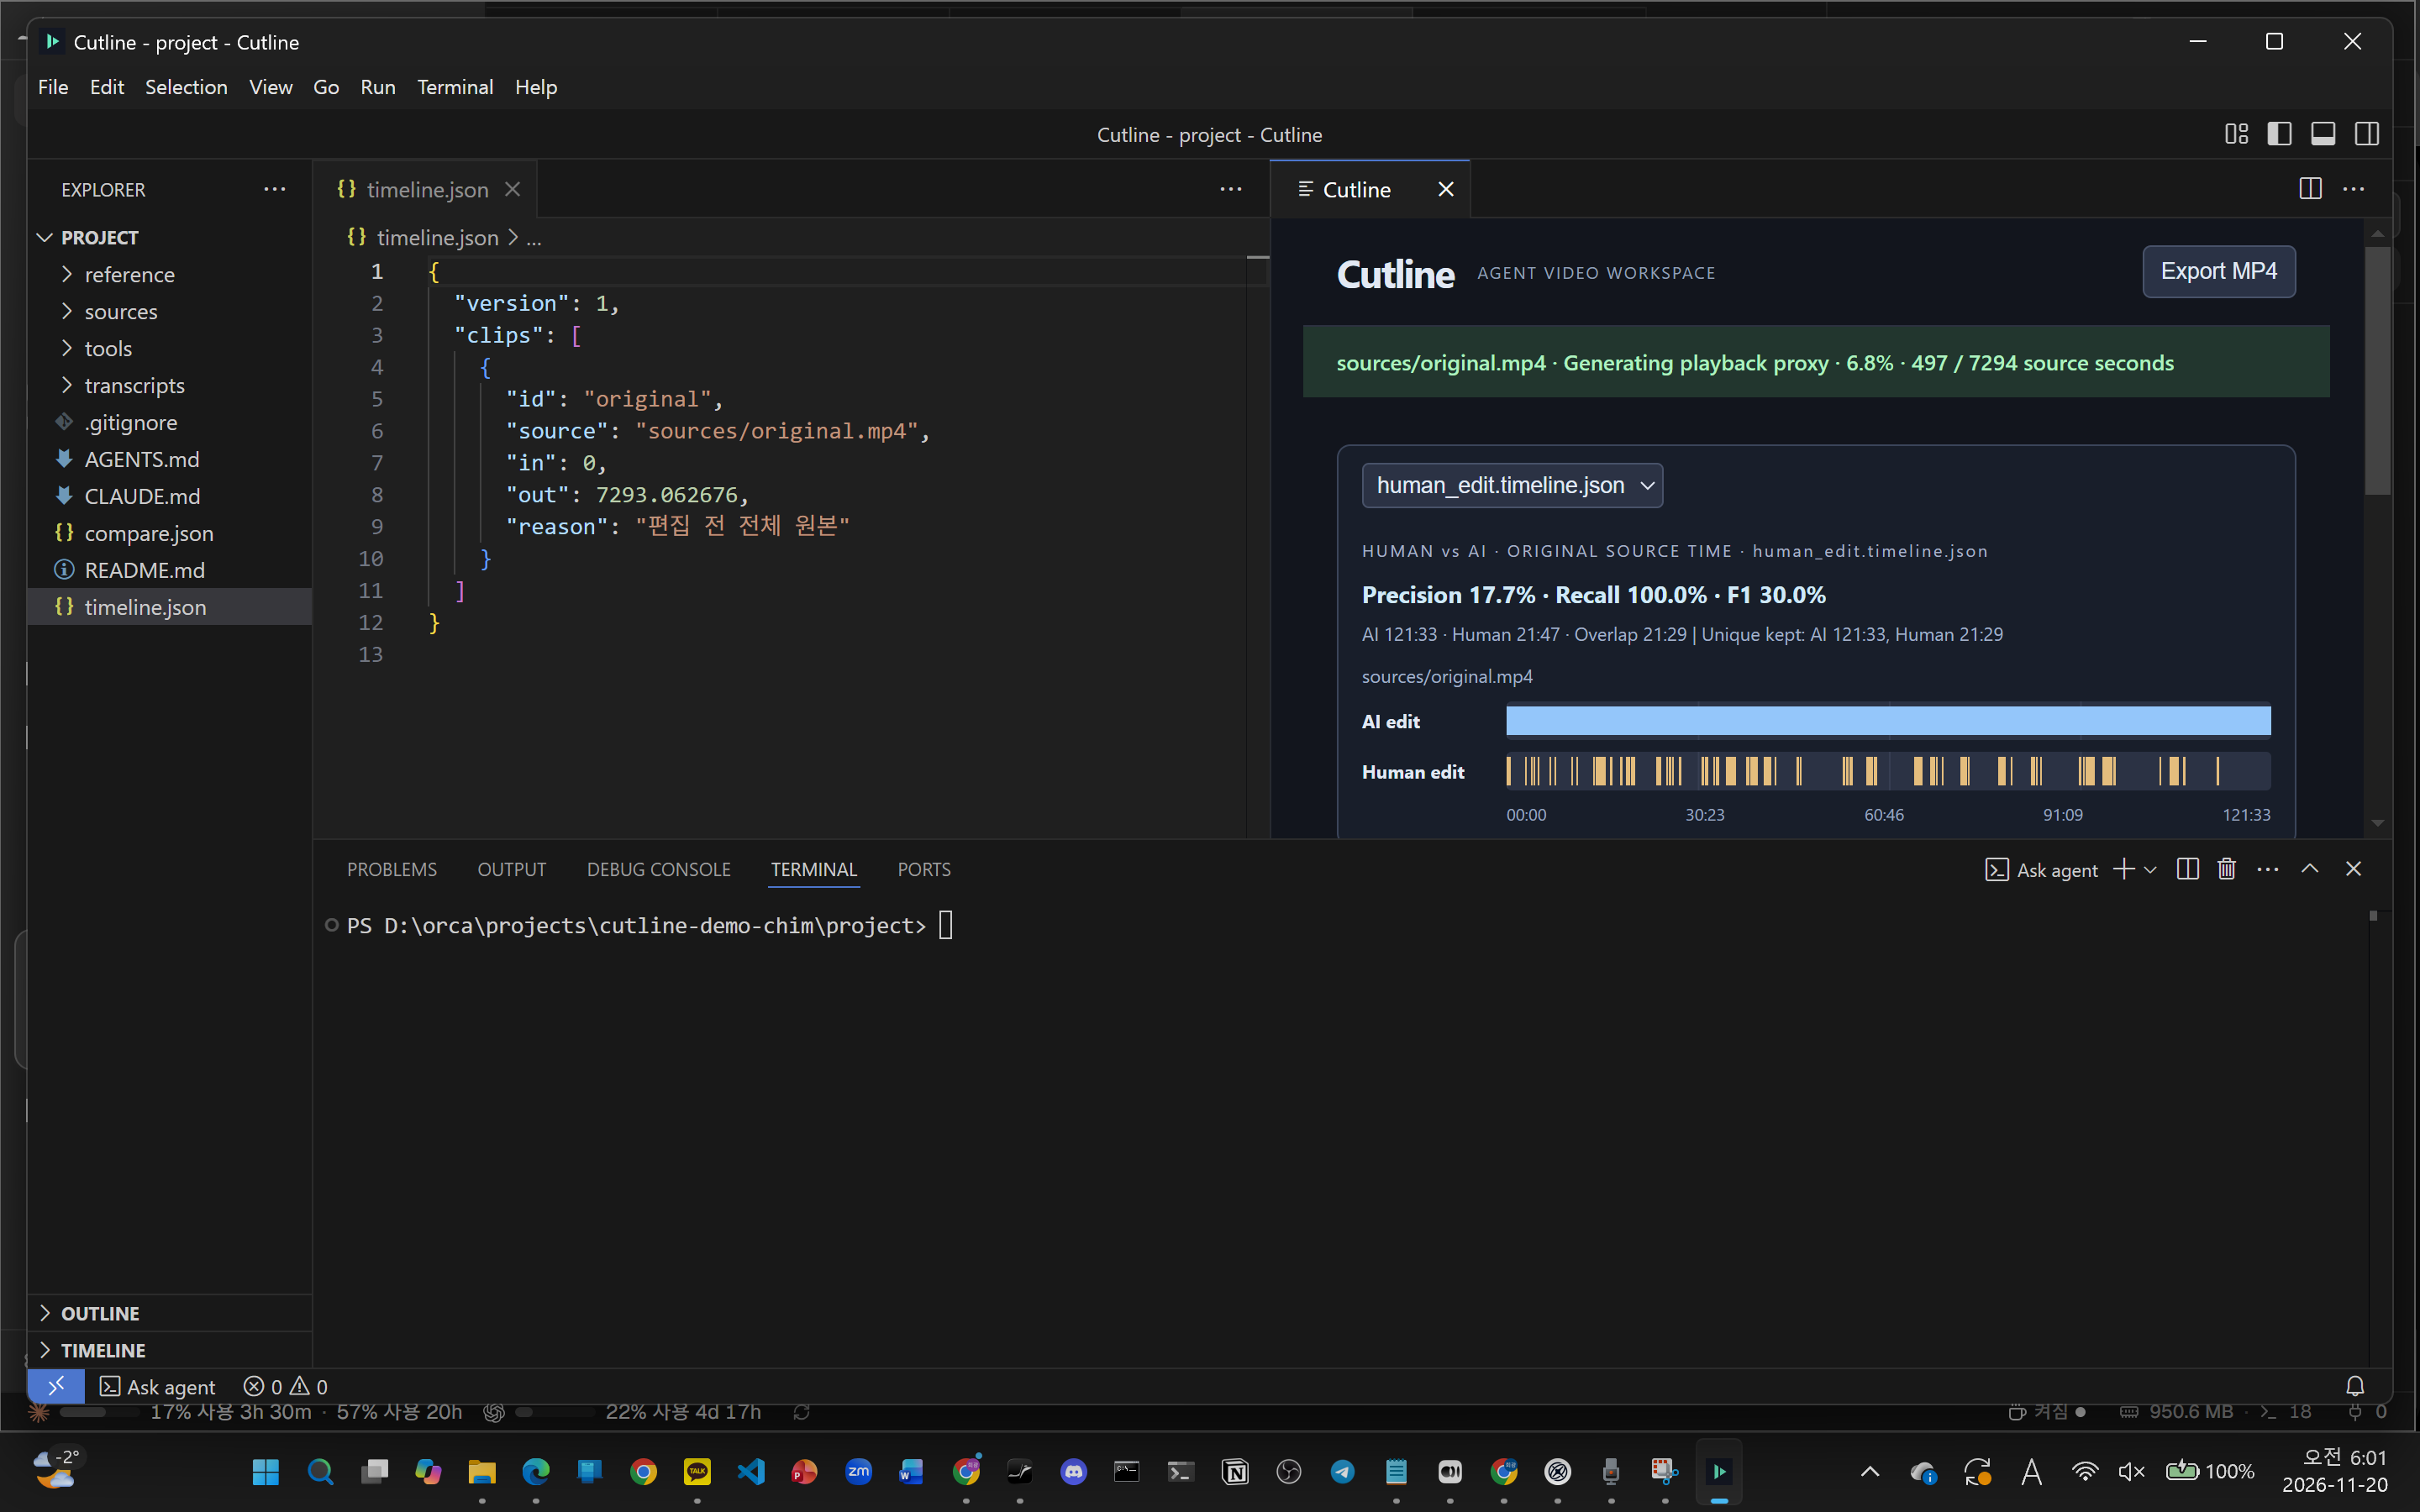 Cutline - project - Cutline
File Edit Selection View Go Run Terminal Help
Cutline - project - Cutline
EXPLORER
PROJECT
reference
sources
tools
transcripts
.gitignore
AGENTS.md
CLAUDE.md
compare.json
README.md
timeline.json
OUTLINE
TIMELINE
timeline.json
timeline.json > ...
1 {
2 "version": 1,
3 "clips": [
4 {
5 "id": "original",
6 "source": "sources/original.mp4",
7 "in": 0,
8 "out": 7293.062676,
9 "reason": "편집 전 전체 원본"
10 }
11 ]
12 }
13
Cutline
Cutline AGENT VIDEO WORKSPACE
Export MP4
sources/original.mp4 · Generating playback proxy · 6.8% · 497 / 7294 source seconds
human_edit.timeline.json
HUMAN vs AI · ORIGINAL SOURCE TIME · human_edit.timeline.json
Precision 17.7% · Recall 100.0% · F1 30.0%
AI 121:33 · Human 21:47 · Overlap 21:29 | Unique kept: AI 121:33, Human 21:29
sources/original.mp4
AI edit
Human edit
00:00 30:23 60:46 91:09 121:33
PROBLEMS OUTPUT DEBUG CONSOLE TERMINAL PORTS
Ask agent
PS D:\orca\projects\cutline-demo-chim\project>
Ask agent 0 0
17% 사용 3h 30m · 57% 사용 20h 22% 사용 4d 17h
켜짐 950.6 MB · 18 0
-2°
TALK
zm
100%
오전 6:01
2026-11-20